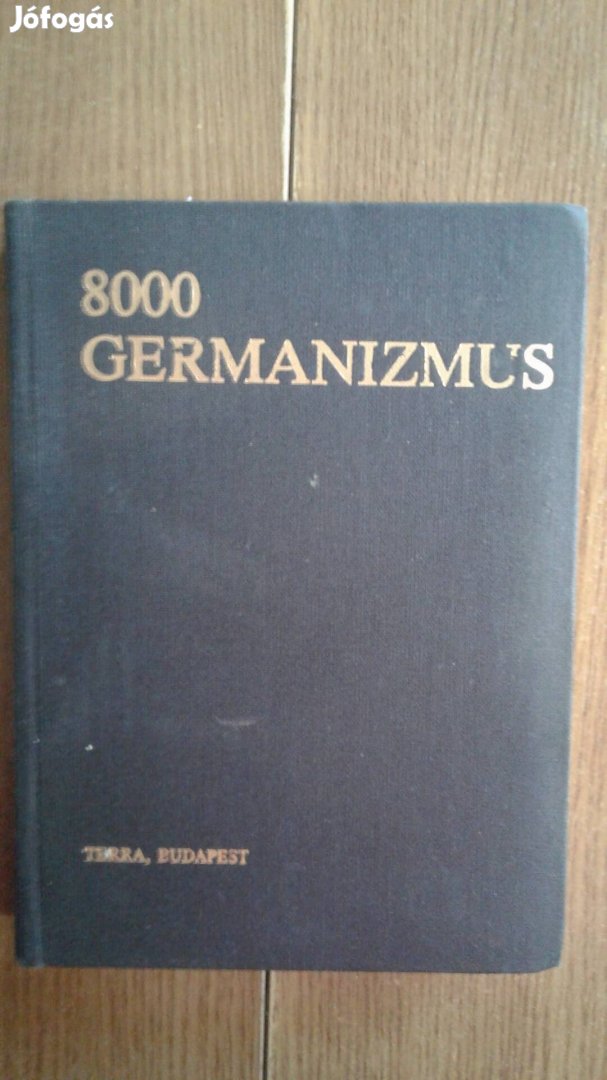 Jófogás
8000
GERMANIZMUS
TERRA, BUDAPEST